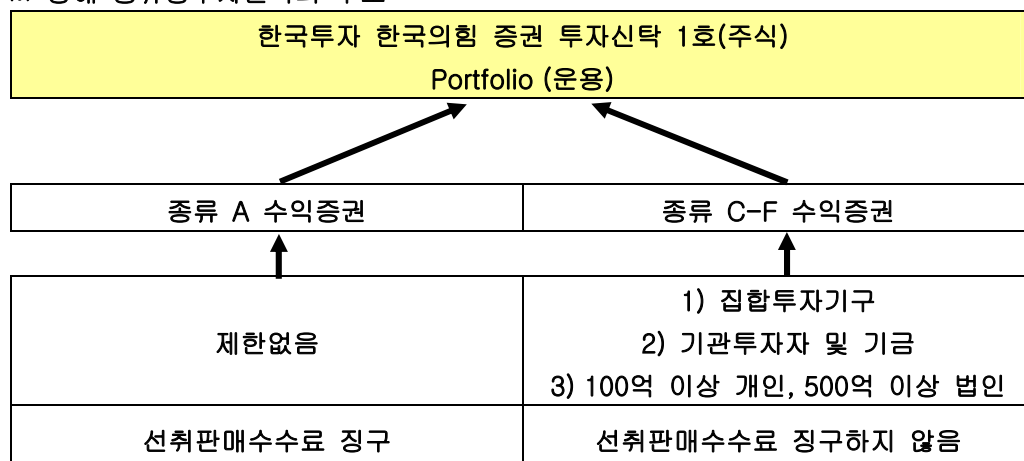 한국투자 한국의힘 증권 투자신탁 1호(주식)
Portfolio (운용)
종류 A 수익증권
종류 C-F 수익증권
제한없음
1) 집합투자기구
2) 기관투자자 및 기금
3) 100억 이상 개인, 500억 이상 법인
선취판매수수료 징구
선취판매수수료 징구하지 않음